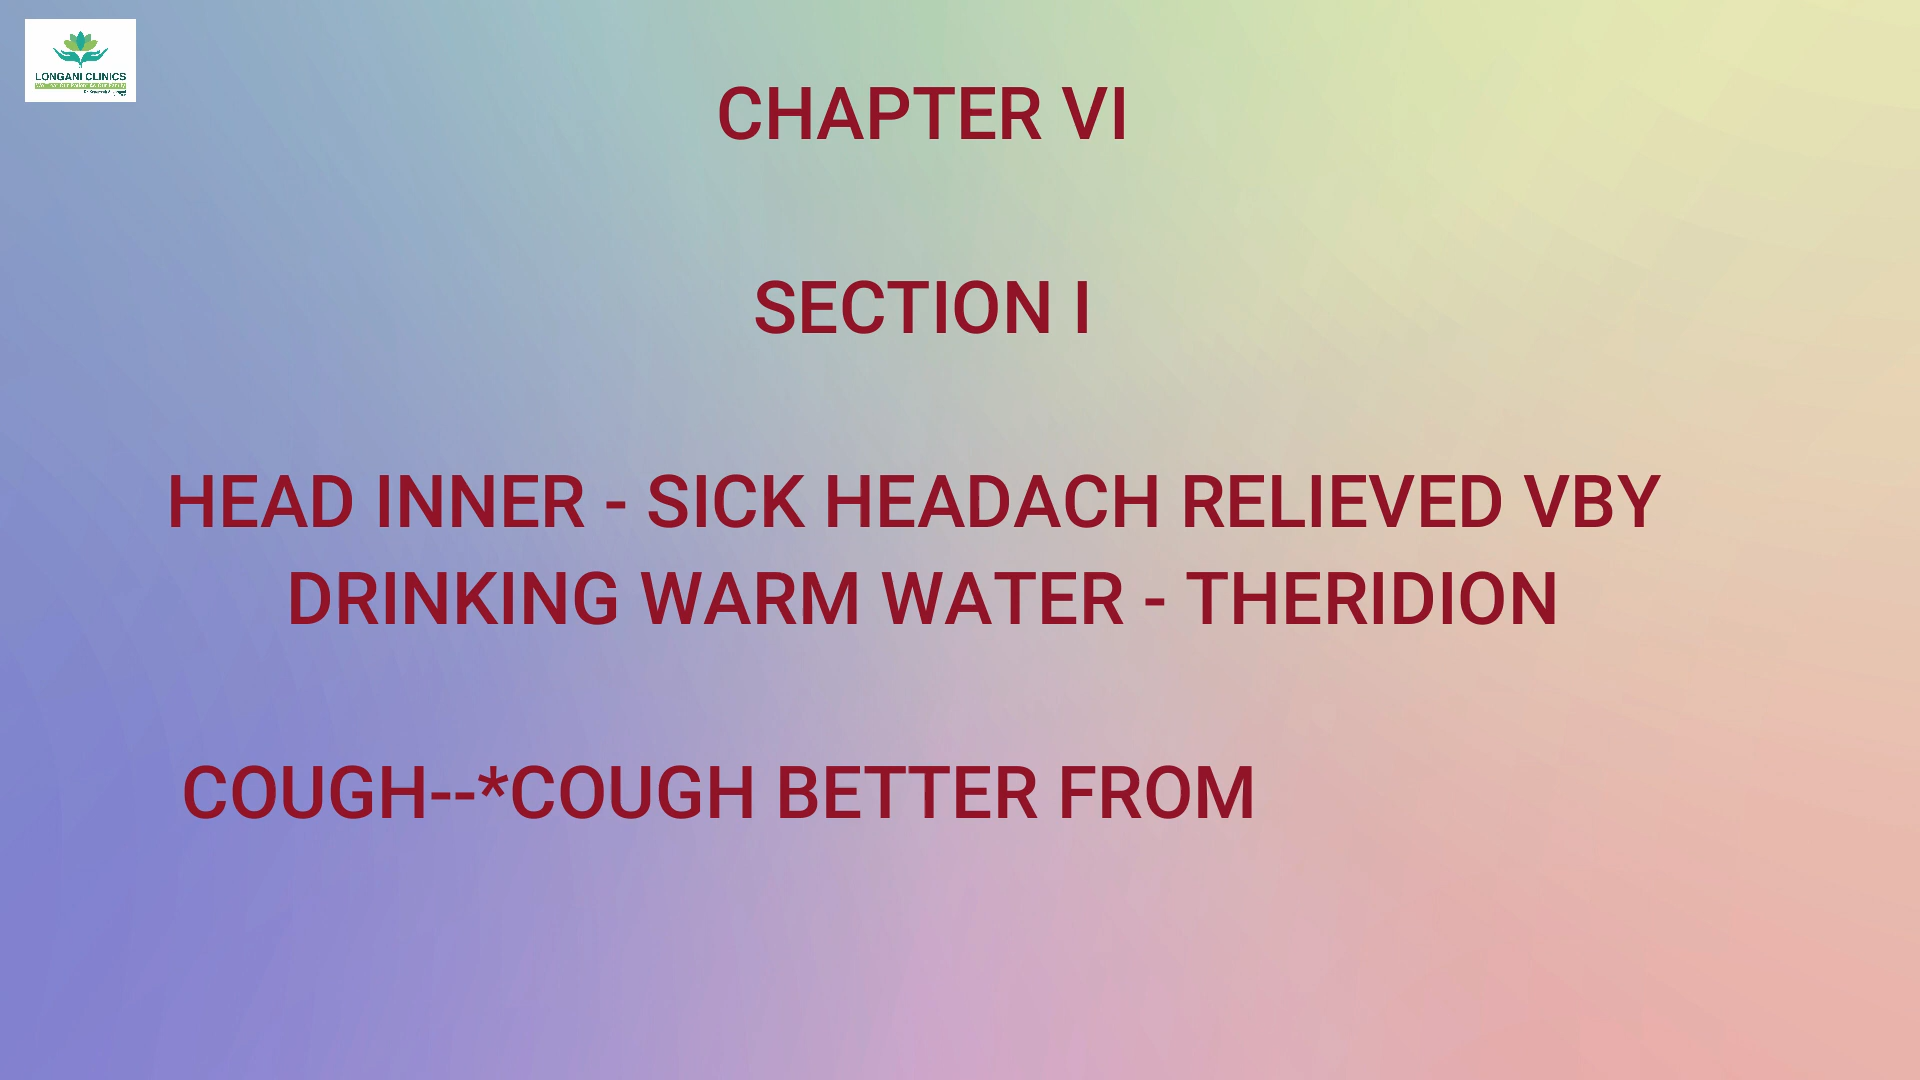 LONGANI CLINICS
CHAPTER VI
SECTION I
HEAD INNER - SICK HEADACH RELIEVED VBY
DRINKING WARM WATER - THERIDION
COUGH--*COUGH BETTER FROM